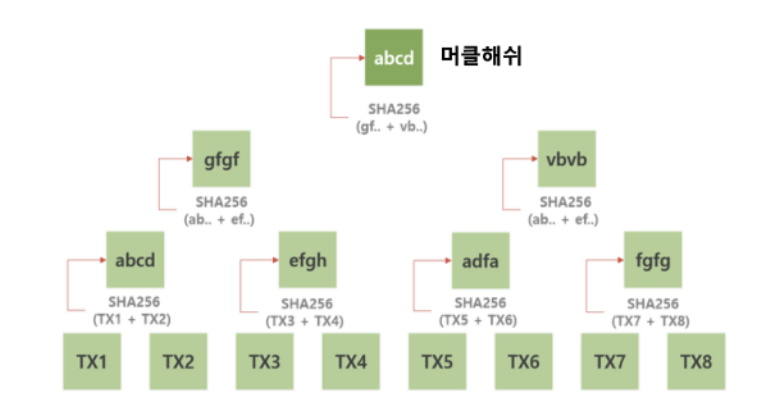 abcd 머클해쉬
SHA256
(gf.. + vb..)
gfgf vbvb
SHA256 SHA256
(ab.. + ef..) (ab.. + ef..)
abcd efgh adfa fgfg
SHA256 SHA256 SHA256 SHA256
(TX1 + TX2) (TX3 + TX4) (TX5 + TX6) (TX7 + TX8)
TX1 TX2 TX3 TX4 TX5 TX6 TX7 TX8